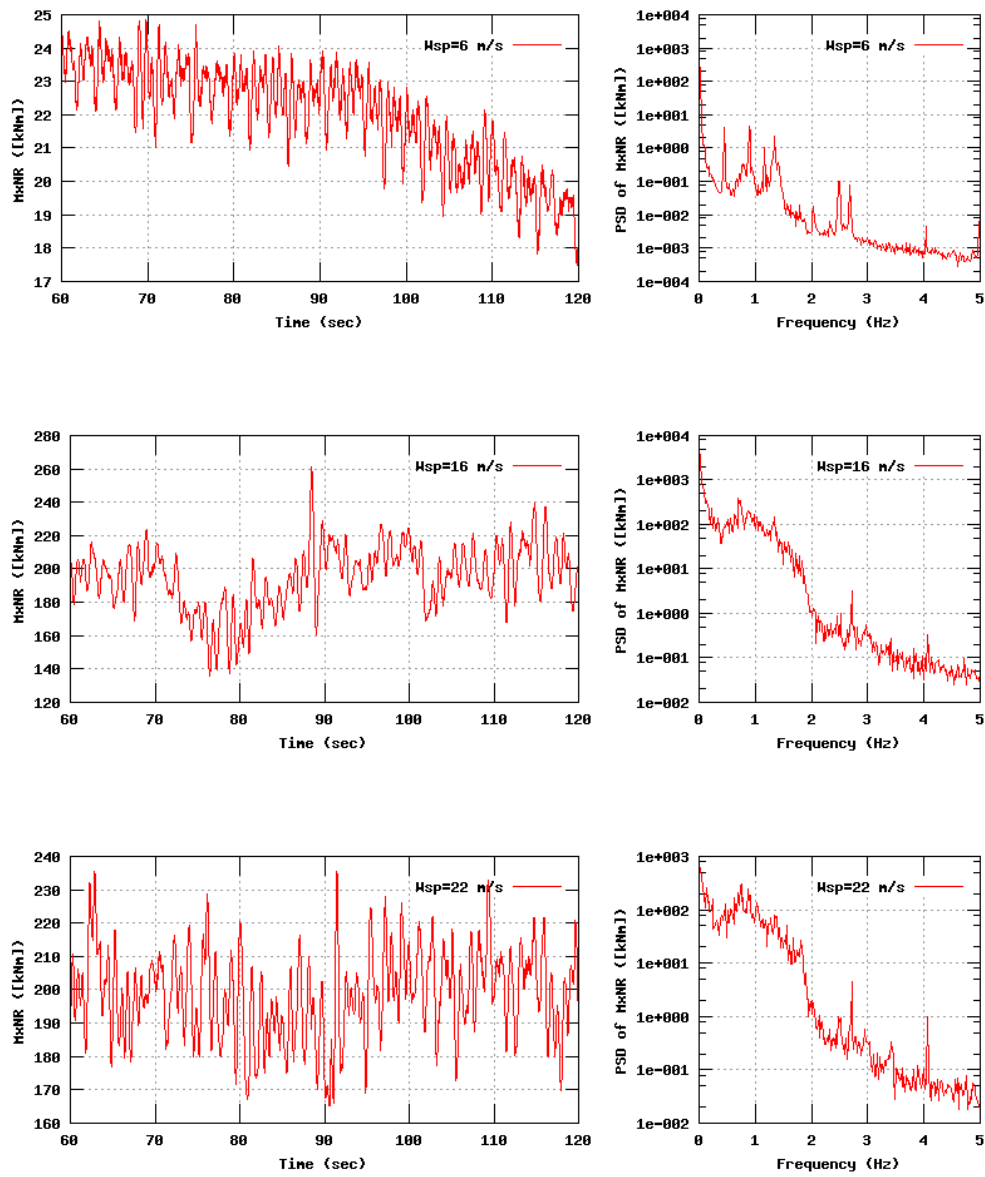 25
24
23
22
21
20
19
18
17
MxNR ([kNm])
Wsp=6 m/s
60 70 80 90 100 110 120
Time (sec)
1e+004
1e+003
1e+002
1e+001
1e+000
1e-001
1e-002
1e-003
1e-004
PSD of MxNR ([kNm])
Wsp=6 m/s
0 1 2 3 4 5
Frequency (Hz)
280
260
240
220
200
180
160
140
120
MxNR ([kNm])
Wsp=16 m/s
60 70 80 90 100 110 120
Time (sec)
1e+004
1e+003
1e+002
1e+001
1e+000
1e-001
1e-002
PSD of MxNR ([kNm])
Wsp=16 m/s
0 1 2 3 4 5
Frequency (Hz)
240
230
220
210
200
190
180
170
160
MxNR ([kNm])
Wsp=22 m/s
60 70 80 90 100 110 120
Time (sec)
1e+003
1e+002
1e+001
1e+000
1e-001
1e-002
PSD of MxNR ([kNm])
Wsp=22 m/s
0 1 2 3 4 5
Frequency (Hz)